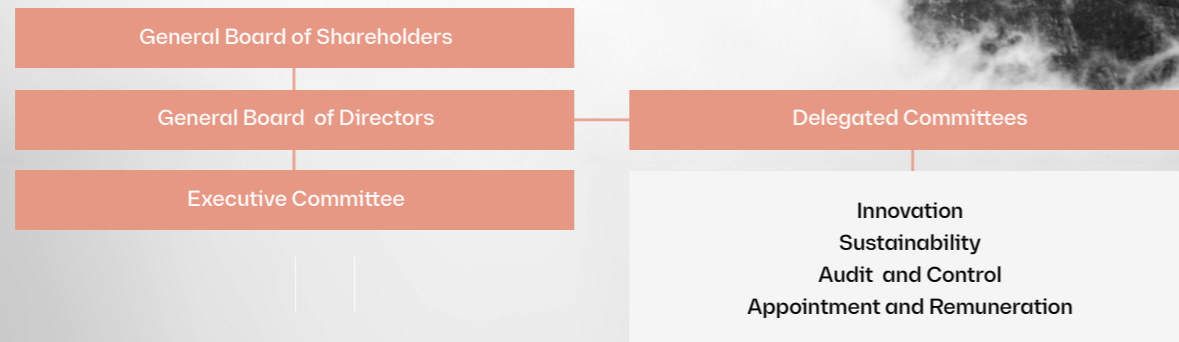 General Board of Shareholders
General Board of Directors
Delegated Committees
Executive Committee
Innovation
Sustainability
Audit and Control
Appointment and Remuneration